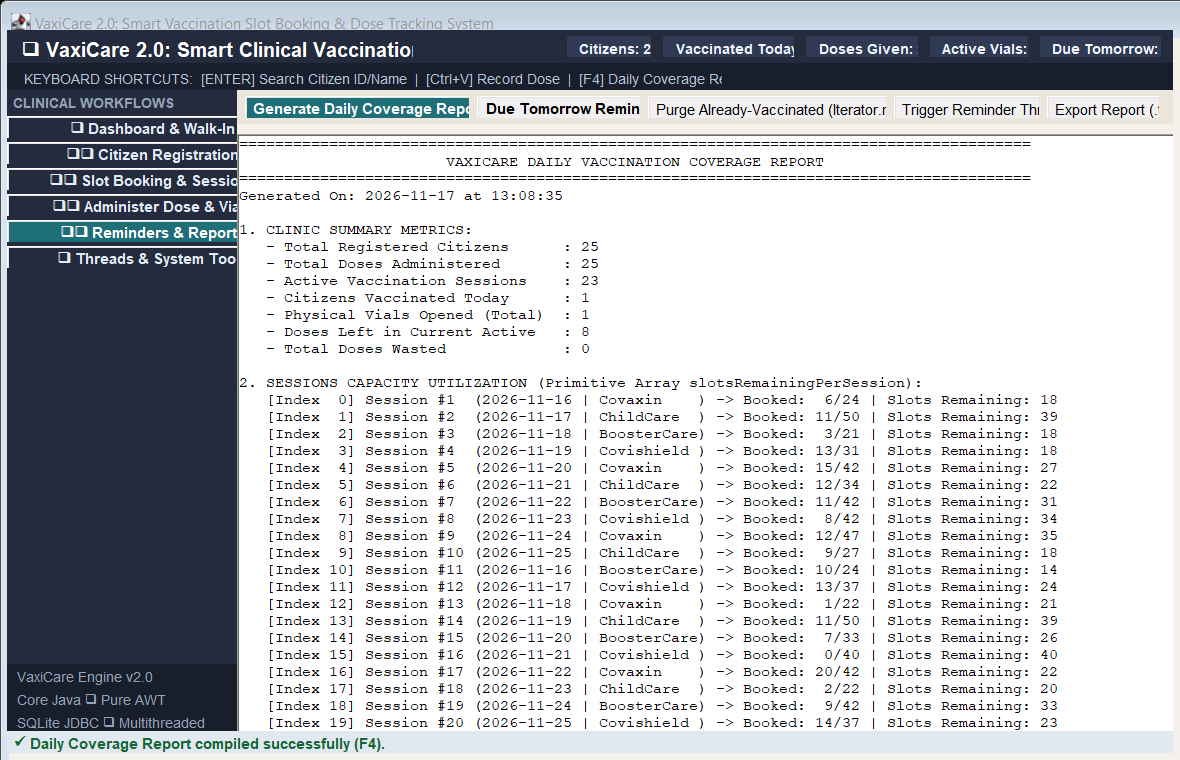 VaxiCare 2.0: Smart Vaccination Slot Booking & Dose Tracking System
❑ VaxiCare 2.0: Smart Clinical Vaccinatio
Citizens: 2
Vaccinated Today
Doses Given:
Active Vials:
Due Tomorrow:
KEYBOARD SHORTCUTS: [ENTER] Search Citizen ID/Name | [Ctrl+V] Record Dose | [F4] Daily Coverage Re
CLINICAL WORKFLOWS
❑ Dashboard & Walk-In
❑❑ Citizen Registration
❑❑ Slot Booking & Sessio
❑❑ Administer Dose & Via
❑❑ Reminders & Report
❑ Threads & System Too
Generate Daily Coverage Repo
Due Tomorrow Remin
Purge Already-Vaccinated (Iterator.r
Trigger Reminder Thr
Export Report (.
========================================================================================
VAXICARE DAILY VACCINATION COVERAGE REPORT
========================================================================================
Generated On: 2026-11-17 at 13:08:35
1. CLINIC SUMMARY METRICS:
- Total Registered Citizens : 25
- Total Doses Administered : 25
- Active Vaccination Sessions : 23
- Citizens Vaccinated Today : 1
- Physical Vials Opened (Total) : 1
- Doses Left in Current Active : 8
- Total Doses Wasted : 0
2. SESSIONS CAPACITY UTILIZATION (Primitive Array slotsRemainingPerSession):
[Index 0] Session #1 (2026-11-16 | Covaxin ) -> Booked: 6/24 | Slots Remaining: 18
[Index 1] Session #2 (2026-11-17 | ChildCare ) -> Booked: 11/50 | Slots Remaining: 39
[Index 2] Session #3 (2026-11-18 | BoosterCare) -> Booked: 3/21 | Slots Remaining: 18
[Index 3] Session #4 (2026-11-19 | Covishield ) -> Booked: 13/31 | Slots Remaining: 18
[Index 4] Session #5 (2026-11-20 | Covaxin ) -> Booked: 15/42 | Slots Remaining: 27
[Index 5] Session #6 (2026-11-21 | ChildCare ) -> Booked: 12/34 | Slots Remaining: 22
[Index 6] Session #7 (2026-11-22 | BoosterCare) -> Booked: 11/42 | Slots Remaining: 31
[Index 7] Session #8 (2026-11-23 | Covishield ) -> Booked: 8/42 | Slots Remaining: 34
[Index 8] Session #9 (2026-11-24 | Covaxin ) -> Booked: 12/47 | Slots Remaining: 35
[Index 9] Session #10 (2026-11-25 | ChildCare ) -> Booked: 9/27 | Slots Remaining: 18
[Index 10] Session #11 (2026-11-16 | BoosterCare) -> Booked: 10/24 | Slots Remaining: 14
[Index 11] Session #12 (2026-11-17 | Covishield ) -> Booked: 13/37 | Slots Remaining: 24
[Index 12] Session #13 (2026-11-18 | Covaxin ) -> Booked: 1/22 | Slots Remaining: 21
[Index 13] Session #14 (2026-11-19 | ChildCare ) -> Booked: 11/50 | Slots Remaining: 39
[Index 14] Session #15 (2026-11-20 | BoosterCare) -> Booked: 7/33 | Slots Remaining: 26
[Index 15] Session #16 (2026-11-21 | Covishield ) -> Booked: 0/40 | Slots Remaining: 40
[Index 16] Session #17 (2026-11-22 | Covaxin ) -> Booked: 20/42 | Slots Remaining: 22
[Index 17] Session #18 (2026-11-23 | ChildCare ) -> Booked: 2/22 | Slots Remaining: 20
[Index 18] Session #19 (2026-11-24 | BoosterCare) -> Booked: 9/42 | Slots Remaining: 33
[Index 19] Session #20 (2026-11-25 | Covishield ) -> Booked: 14/37 | Slots Remaining: 23
VaxiCare Engine v2.0
Core Java ❑ Pure AWT
SQLite JDBC ❑ Multithreaded
✓ Daily Coverage Report compiled successfully (F4).